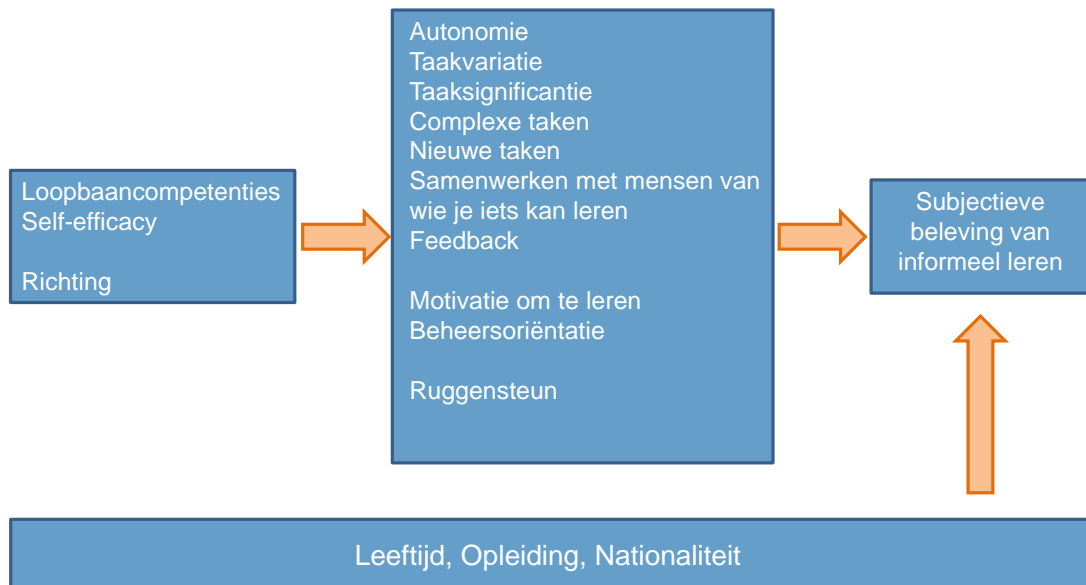 Loopbaancompetenties
Self-efficacy
Richting
Autonomie
Taakvariatie
Taaksignificantie
Complexe taken
Nieuwe taken
Samenwerken met mensen van
wie je iets kan leren
Feedback
Motivatie om te leren
Beheersoriëntatie
Ruggensteun
Subjectieve
beleving van
informeel leren
Leeftijd, Opleiding, Nationaliteit